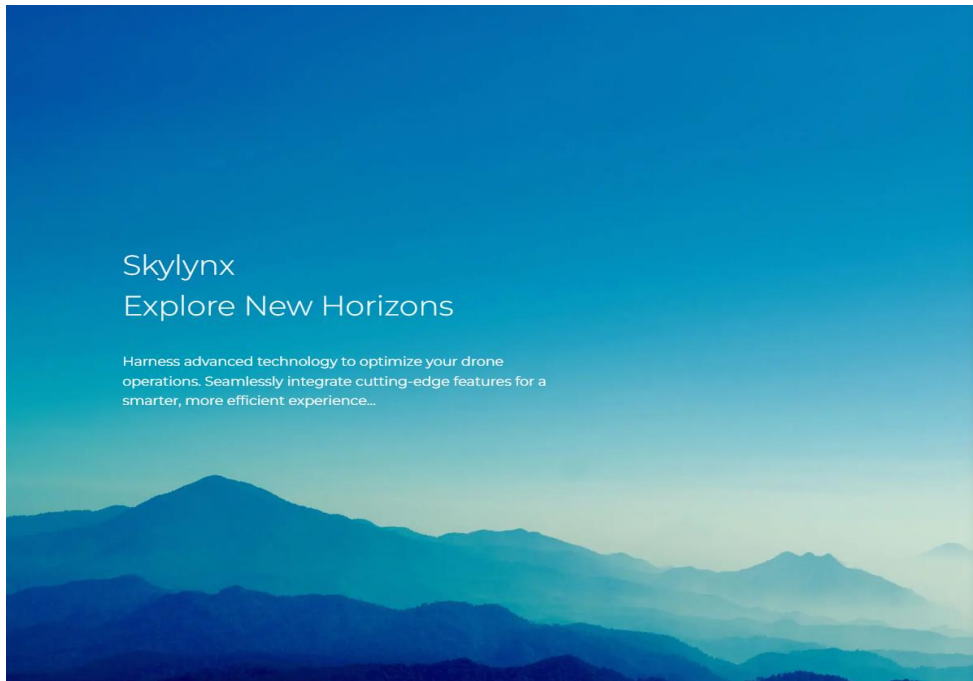 Skylynx
Explore New Horizons
Harness advanced technology to optimize your drone
operations. Seamlessly integrate cutting-edge features for a
smarter, more efficient experience...